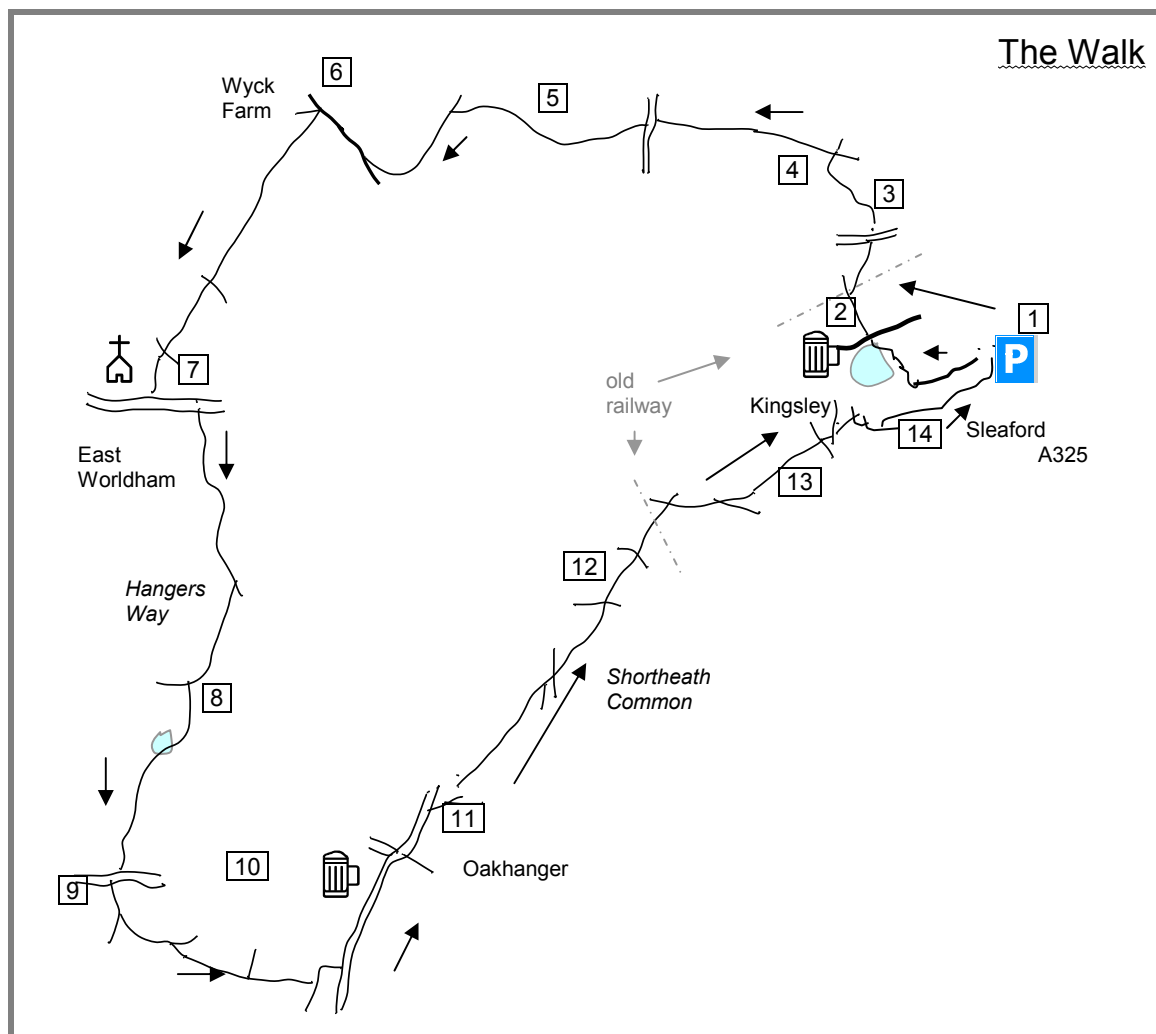 The Walk
6
Wyck
Farm
5
4
3
2
1
P
7
old
railway
Kingsley
14
Sleaford
A325
East
Worldham
13
12
Hangers
Way
8
Shortheath
Common
11
10
Oakhanger
9